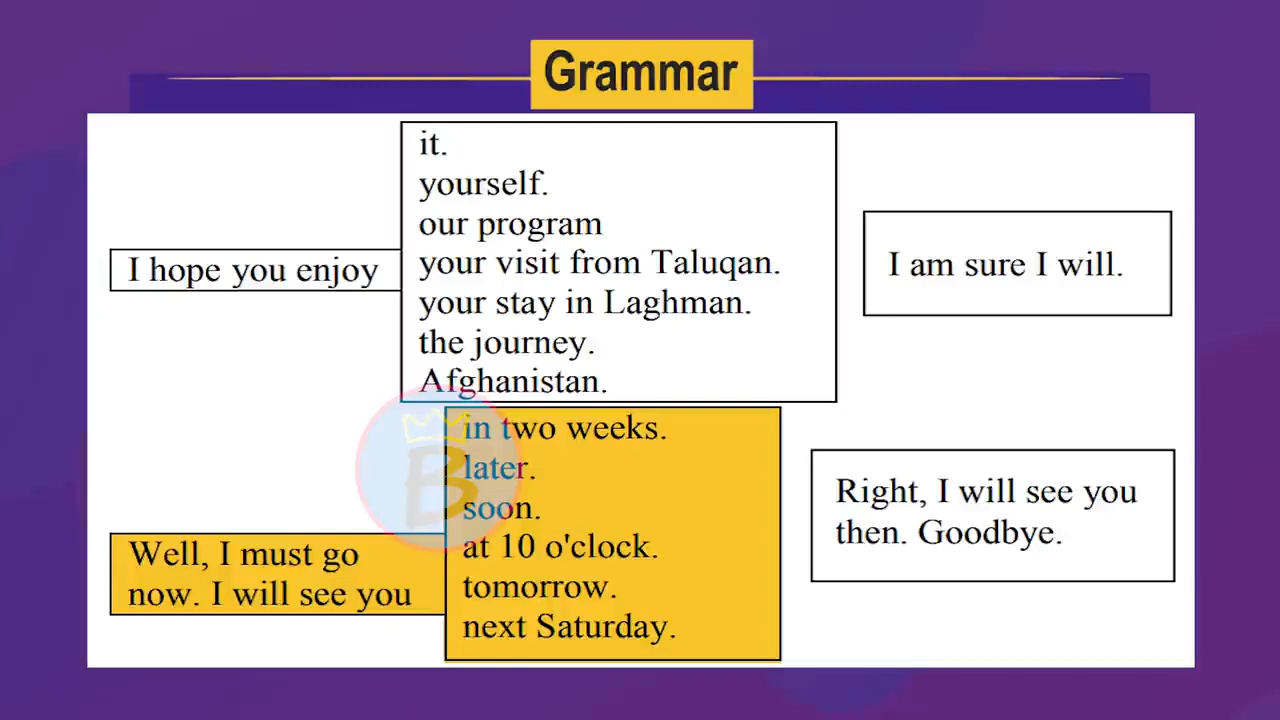 Grammar
I hope you enjoy
it.
yourself.
our program
your visit from Taluqan.
your stay in Laghman.
the journey.
Afghanistan.
I am sure I will.
Well, I must go
now. I will see you
in two weeks.
later.
soon.
at 10 o'clock.
tomorrow.
next Saturday.
Right, I will see you
then. Goodbye.
B